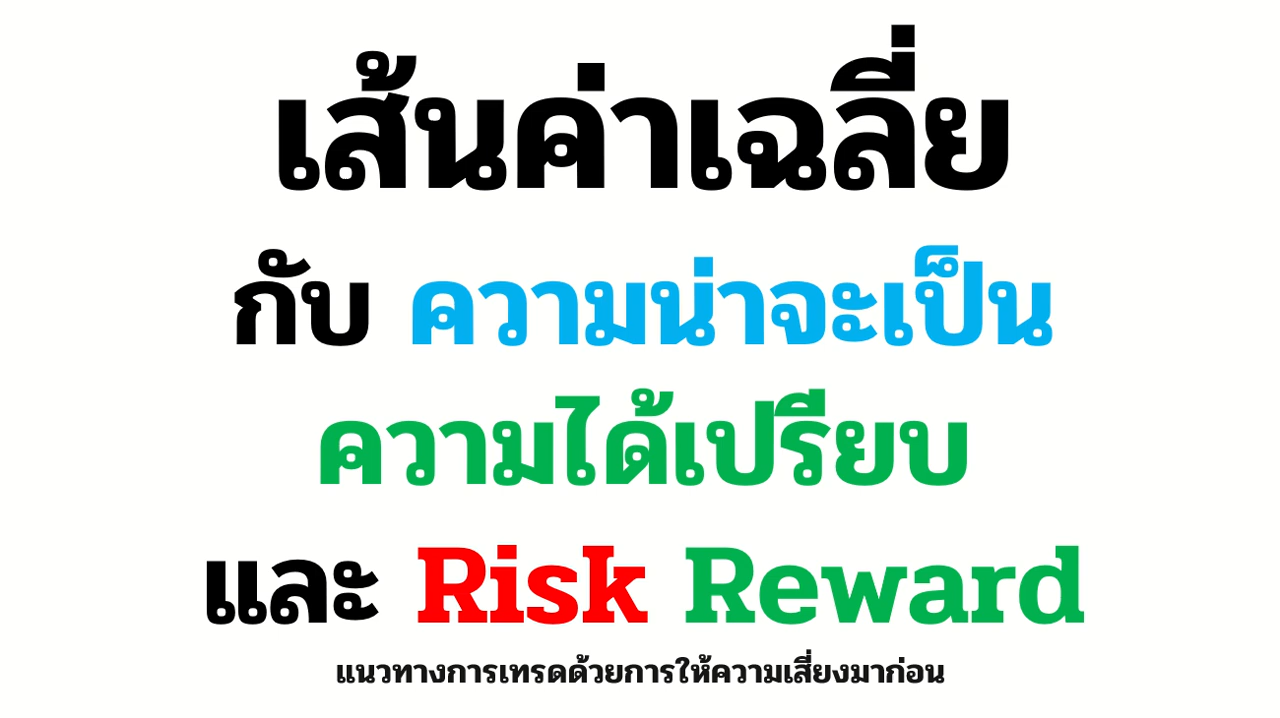 เส้นค่าเฉลี่ย
กับ ความน่าจะเป็น
ความได้เปรียบ
และ Risk Reward
แนวทางการเทรดด้วยการให้ความเสี่ยงมาก่อน